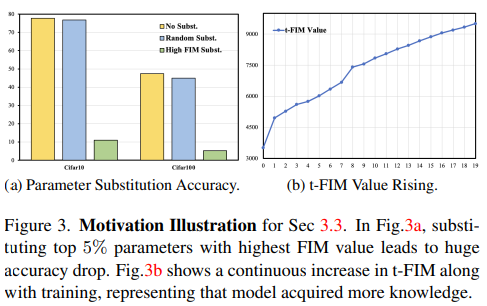 80
70
60
50
40
30
20
10
0
No Subst.
Random Subst.
High FIM Subst.
Cifar10 Cifar100
(a) Parameter Substitution Accuracy.
t-FIM Value
9000
7500
6000
4500
3000
0 1 2 3 4 5 6 7 8 9 10 11 12 13 14 15 16 17 18 19
(b) t-FIM Value Rising.
Figure 3. Motivation Illustration for Sec 3.3. In Fig.3a, substi-
tuting top 5% parameters with highest FIM value leads to huge
accuracy drop. Fig.3b shows a continuous increase in t-FIM along
with training, representing that model acquired more knowledge.